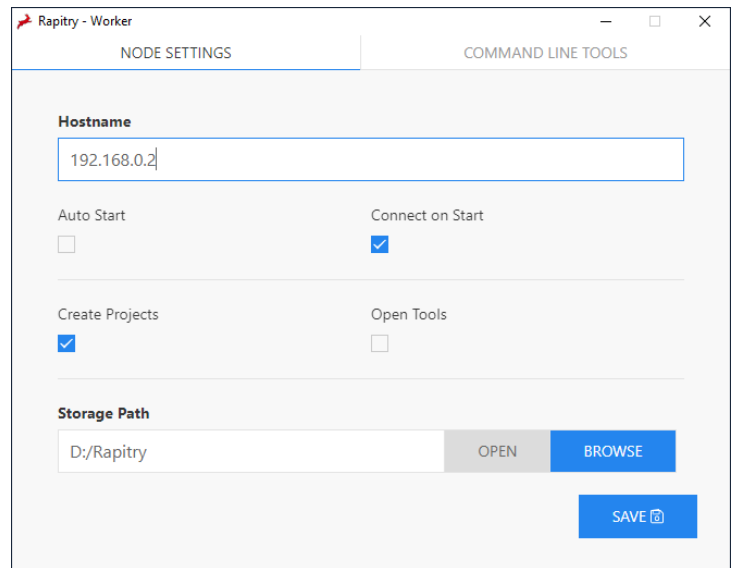 Rapitry - Worker
NODE SETTINGS COMMAND LINE TOOLS
Hostname
192.168.0.2
Auto Start Connect on Start
Create Projects Open Tools
Storage Path
D:/Rapitry OPEN BROWSE
SAVE